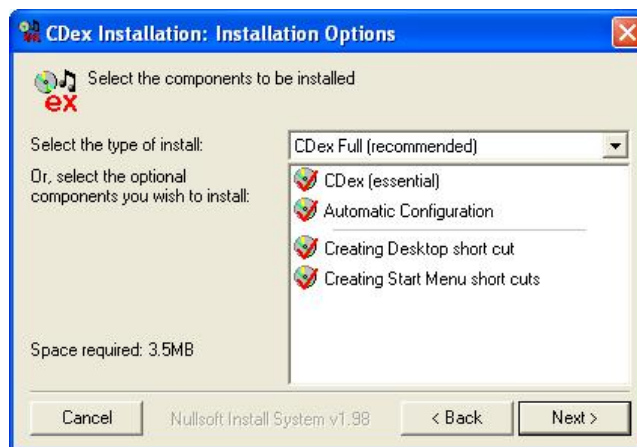 CDex Installation: Installation Options
Select the components to be installed
ex
Select the type of install:
CDex Full (recommended)
Or, select the optional
components you wish to install:
CDex (essential)
Automatic Configuration
Creating Desktop short cut
Creating Start Menu short cuts
Space required: 3.5MB
Cancel
Nullsoft Install System v1.98
< Back
Next >